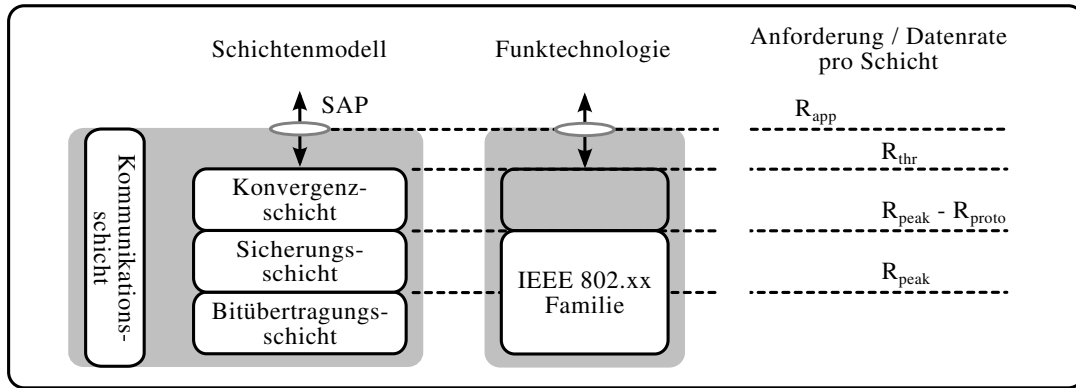 Schichtenmodell
Funktechnologie
Anforderung / Datenrate
pro Schicht
SAP
R_app
R_thr
R_peak - R_proto
R_peak
Kommunikations-
schicht
Konvergenz-
schicht
Sicherungs-
schicht
Bitübertragungs-
schicht
IEEE 802.xx
Familie